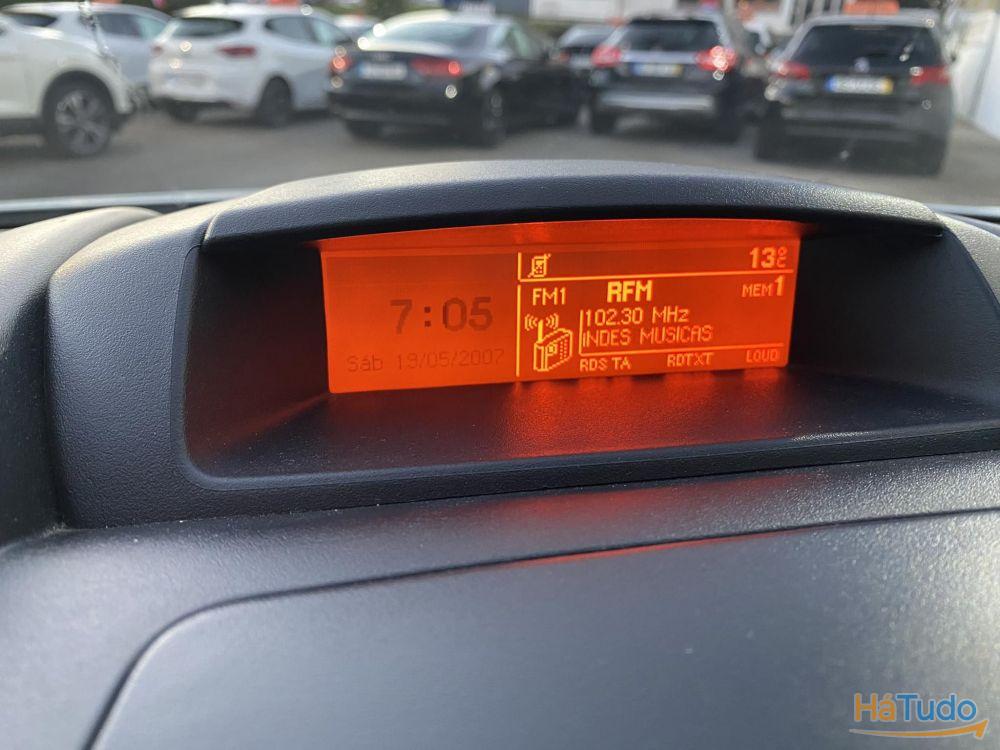 7:05
Sáb 19/05/2007
13°C
FM1 RFM MEM1
102.30 MHz
iNDES MUSICAS
RDS TA RDTXT LOUD
HáTudo